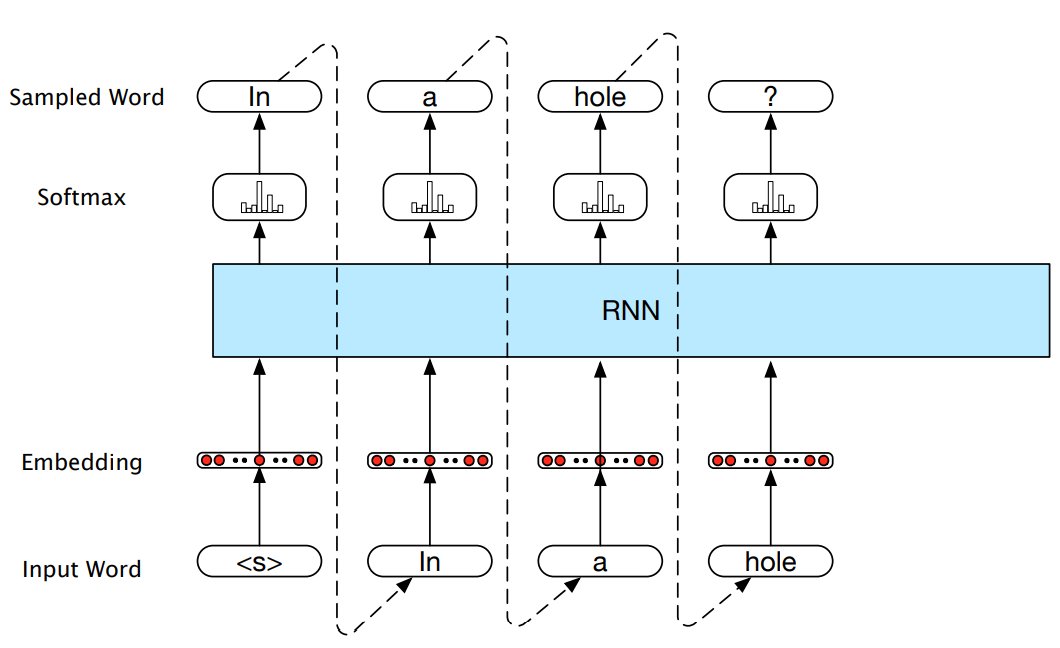 Sampled Word In a hole ?
Softmax
RNN
Embedding
Input Word <s> In a hole